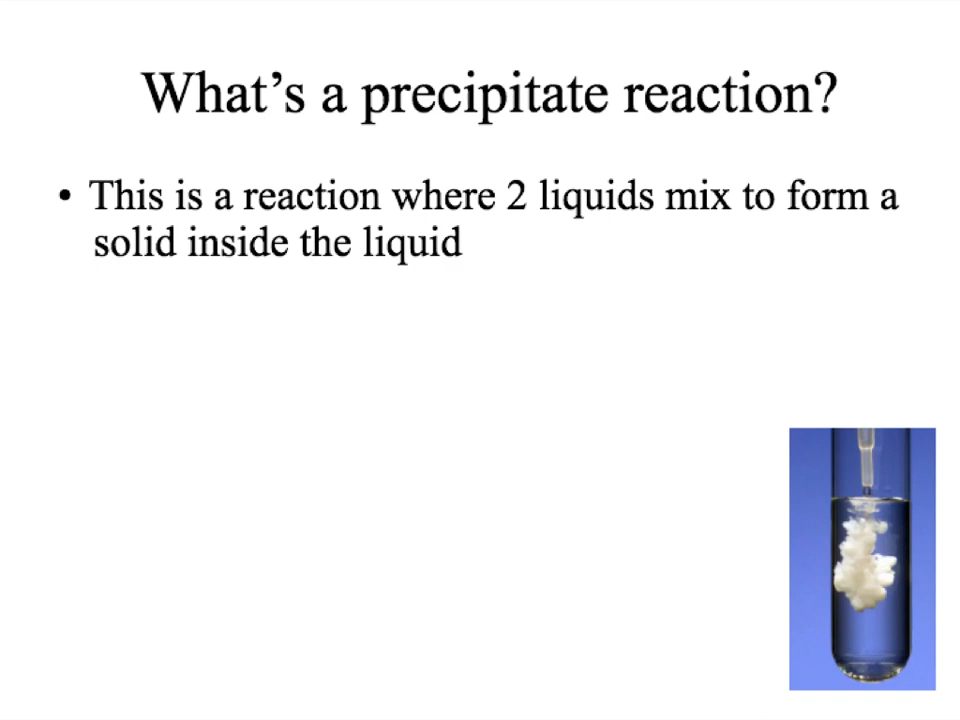 What’s a precipitate reaction?
• This is a reaction where 2 liquids mix to form a
solid inside the liquid